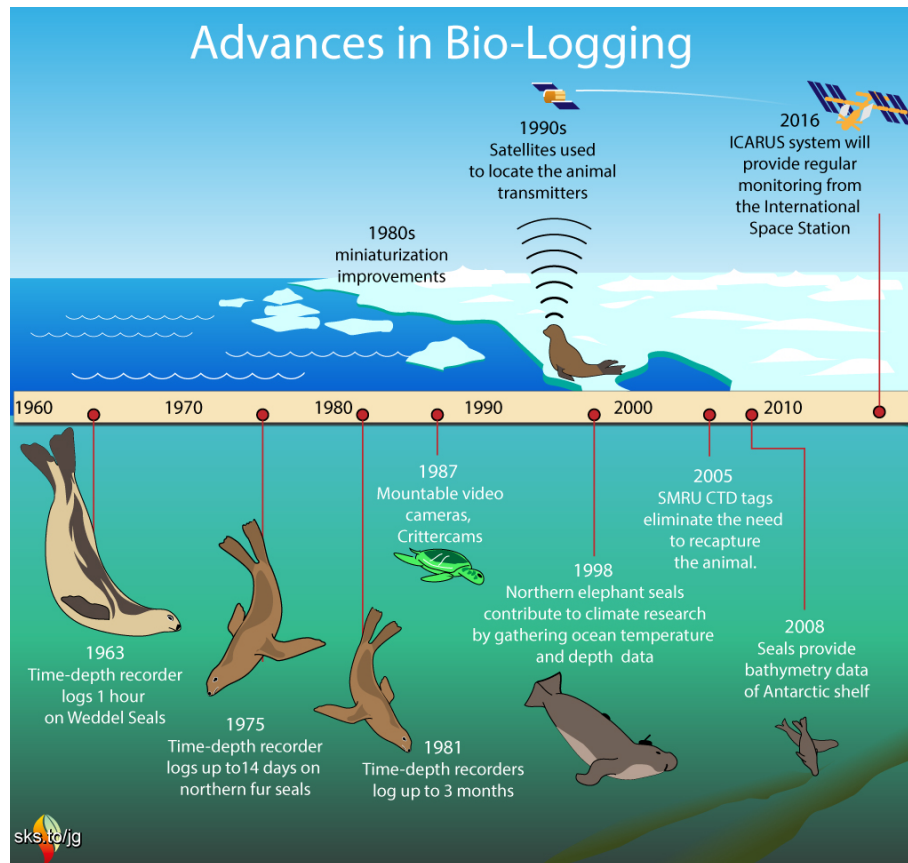 Advances in Bio-Logging
1990s
Satellites used
to locate the animal
transmitters
2016
ICARUS system will
provide regular
monitoring from
the International
Space Station
1980s
miniaturization
improvements
1960 1970 1980 1990 2000 2010
1987
Mountable video
cameras,
Crittercams
2005
SMRU CTD tags
eliminate the need
to recapture
the animal.
1998
Northern elephant seals
contribute to climate research
by gathering ocean temperature
and depth data
2008
Seals provide
bathymetry data
of Antarctic shelf
1963
Time-depth recorder
logs 1 hour
on Weddel Seals
1975
Time-depth recorder
logs up to14 days on
northern fur seals
1981
Time-depth recorders
log up to 3 months
sks.to/jg